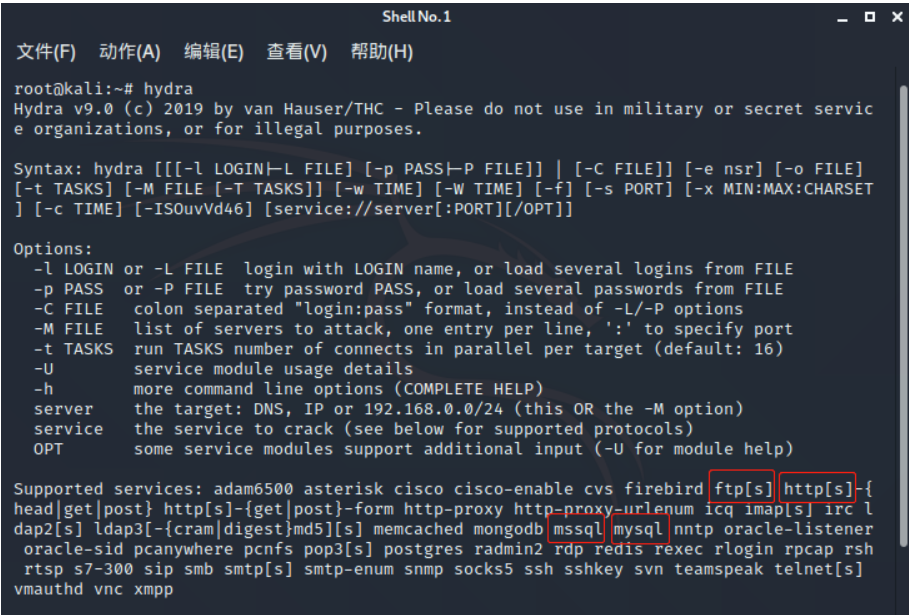 Shell No. 1
文件(F) 动作(A) 编辑(E) 查看(V) 帮助(H)
root@kali:~# hydra
Hydra v9.0 (c) 2019 by van Hauser/THC - Please do not use in military or secret servic
e organizations, or for illegal purposes.
Syntax: hydra [[[-l LOGIN|-L FILE] [-p PASS|-P FILE]] | [-C FILE]] [-e nsr] [-o FILE]
[-t TASKS] [-M FILE [-T TASKS]] [-w TIME] [-W TIME] [-f] [-s PORT] [-x MIN:MAX:CHARSET
] [-c TIME] [-ISOuvVd46] [service://server[:PORT][/OPT]]
Options:
-l LOGIN or -L FILE login with LOGIN name, or load several logins from FILE
-p PASS or -P FILE try password PASS, or load several passwords from FILE
-C FILE colon separated "login:pass" format, instead of -L/-P options
-M FILE list of servers to attack, one entry per line, ':' to specify port
-t TASKS run TASKS number of connects in parallel per target (default: 16)
-U service module usage details
-h more command line options (COMPLETE HELP)
server the target: DNS, IP or 192.168.0.0/24 (this OR the -M option)
service the service to crack (see below for supported protocols)
OPT some service modules support additional input (-U for module help)
Supported services: adam6500 asterisk cisco cisco-enable cvs firebird ftp[s] http[s]-{
head|get|post} http[s]-{get|post}-form http-proxy http-proxy-urlenum icq imap[s] irc l
dap2[s] ldap3[-{cram|digest}md5][s] memcached mongodb mssql mysql nntp oracle-listener
oracle-sid pcanywhere pcnfs pop3[s] postgres radmin2 rdp redis rexec rlogin rpcap rsh
rtsp s7-300 sip smb smtp[s] smtp-enum snmp socks5 ssh sshkey svn teamspeak telnet[s]
vmauthd vnc xmpp